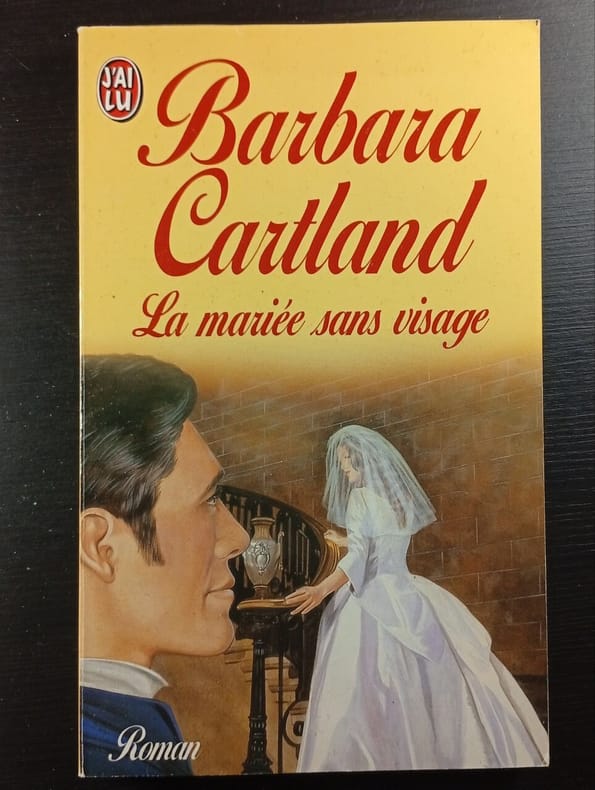 J'AI
LU
Barbara
Cartland
La mariée sans visage
Roman